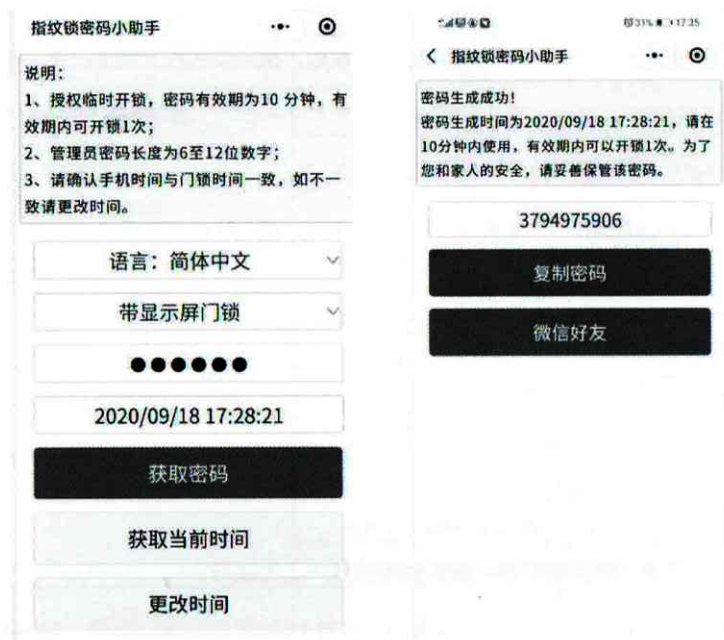 指纹锁密码小助手
说明：
1、授权临时开锁，密码有效期为10 分钟，有
效期内可开锁1次；
2、管理员密码长度为6至12位数字；
3、请确认手机时间与门锁时间一致，如不一
致请更改时间。
语言：简体中文
带显示屏门锁
●●●●●●
2020/09/18 17:28:21
获取密码
获取当前时间
更改时间
31% 17:25
指纹锁密码小助手
密码生成成功！
密码生成时间为2020/09/18 17:28:21，请在
10分钟内使用，有效期内可以开锁1次。为了
您和家人的安全，请妥善保管该密码。
3794975906
复制密码
微信好友